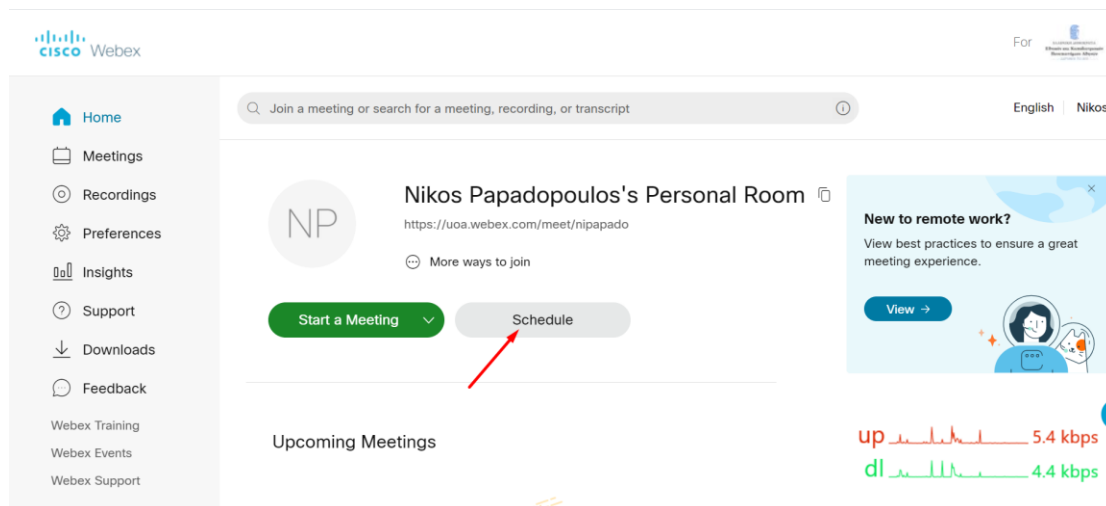 CISCO Webex
For
Home
Meetings
Recordings
Preferences
Insights
Support
Downloads
Feedback
Webex Training
Webex Events
Webex Support
Join a meeting or search for a meeting, recording, or transcript
English
Nikos
NP
Nikos Papadopoulos's Personal Room
https://uoa.webex.com/meet/nipapado
More ways to join
Start a Meeting
Schedule
Upcoming Meetings
New to remote work?
View best practices to ensure a great
meeting experience.
View →
up 5.4 kbps
dl 4.4 kbps